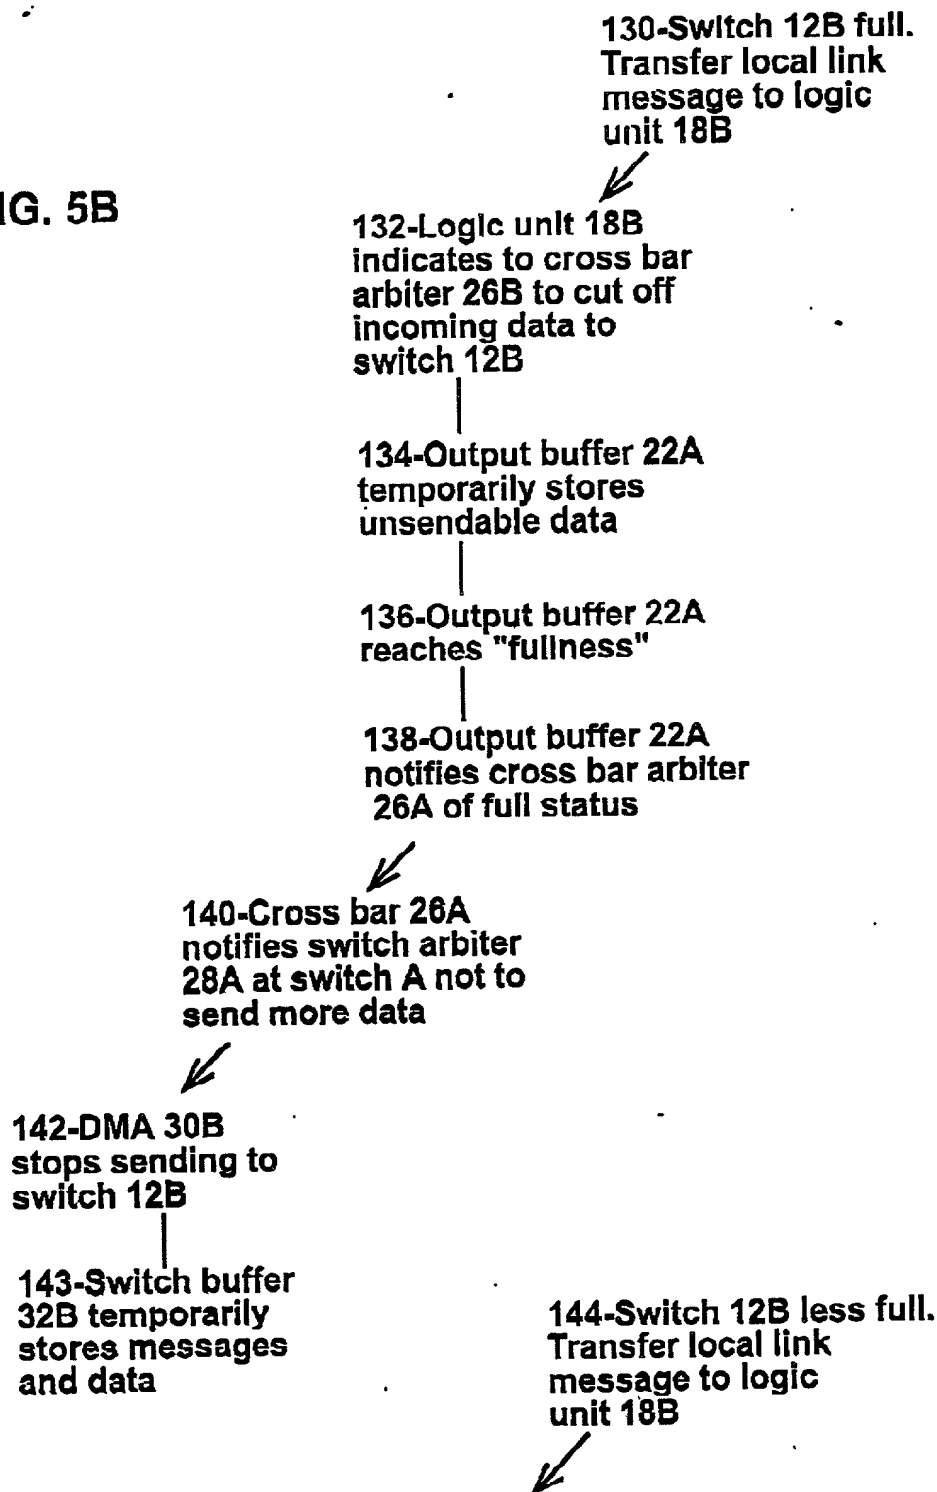 130-Switch 12B full.
Transfer local link
message to logic
unit 18B
IG. 5B
132-Logic unit 18B
indicates to cross bar
arbiter 26B to cut off
incoming data to
switch 12B
134-Output buffer 22A
temporarily stores
unsendable data
136-Output buffer 22A
reaches "fullness"
138-Output buffer 22A
notifies cross bar arbiter
26A of full status
140-Cross bar 26A
notifies switch arbiter
28A at switch A not to
send more data
142-DMA 30B
stops sending to
switch 12B
143-Switch buffer
32B temporarily
stores messages
and data
144-Switch 12B less full.
Transfer local link
message to logic
unit 18B